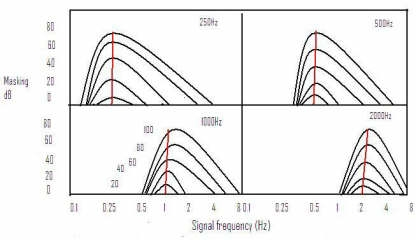 80 250Hz 500Hz
60
40
20
0
Masking
dB
80 1000Hz 2000Hz
60 100
40 80
20 60
0 40
20
0.1 0.25 0.5 1 2 4 8 0.1 0.25 0.5 1 2 4 8
Signal frequency (Hz)